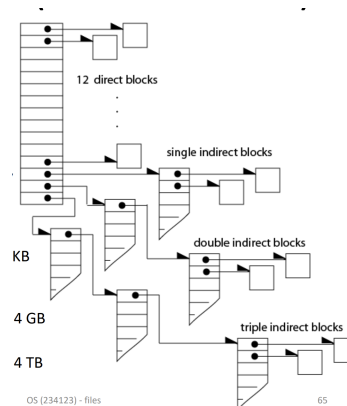 12 direct blocks
single indirect blocks
KB
double indirect blocks
4 GB
triple indirect blocks
4 TB
OS (234123) - files
65